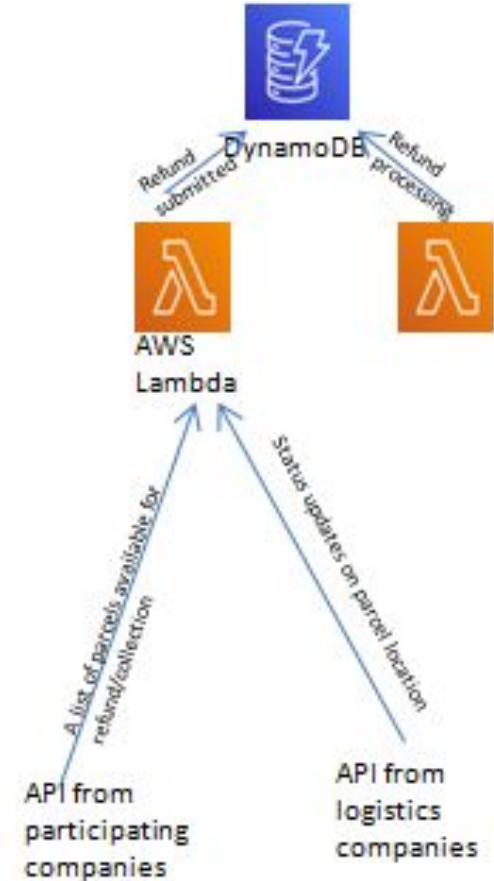 DynamoDB
Refund
submitted
Refund
processing
AWS
Lambda
A list of parcels available for
refund/collection
Status updates on parcel location
API from
participating
companies
API from
logistics
companies